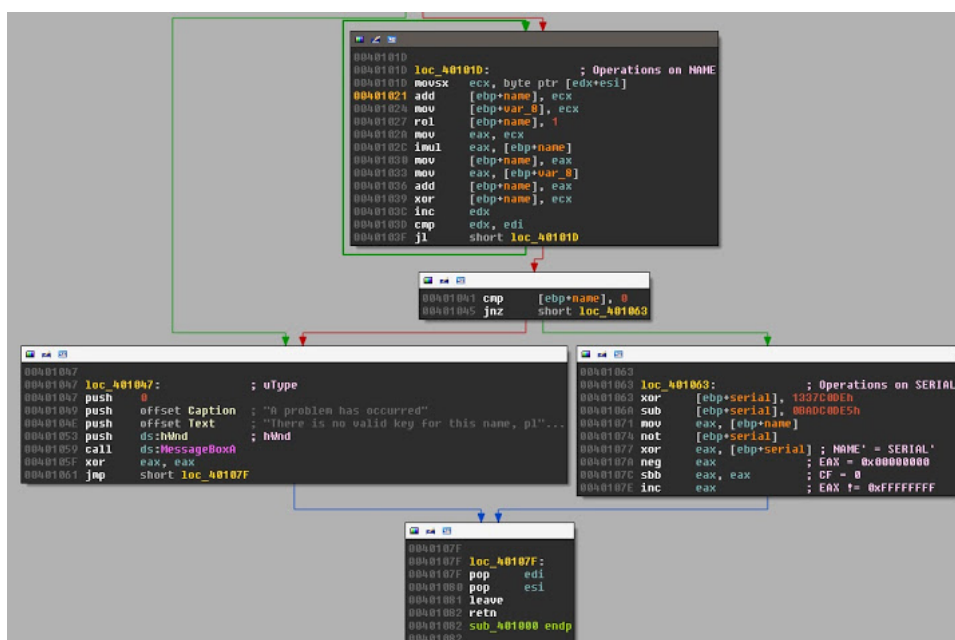 0040101D
0040101D loc_40101D: ; Operations on NAME
0040101D movsx ecx, byte ptr [edx+esi]
00401021 add [ebp+name], ecx
00401024 mov [ebp+var_8], ecx
00401027 rol [ebp+name], 1
0040102A mov eax, ecx
0040102C imul eax, [ebp+name]
00401030 mov [ebp+name], eax
00401033 mov eax, [ebp+var_8]
00401036 add [ebp+name], eax
00401039 xor [ebp+name], ecx
0040103C inc edx
0040103D cmp edx, edi
0040103F jl short loc_40101D
00401041 cmp [ebp+name], 0
00401045 jnz short loc_401063
00401047
00401047 loc_401047: ; uType
00401047 push 0
00401049 push offset Caption ; "A problem has occurred"
0040104E push offset Text ; "There is no valid key for this name, pl"...
00401053 push ds:hWnd ; hWnd
00401059 call ds:MessageBoxA
0040105F xor eax, eax
00401061 jmp short loc_40107F
00401063
00401063 loc_401063: ; Operations on SERIAL
00401063 xor [ebp+serial], 1337C0DEh
0040106A sub [ebp+serial], 0BADC0DE5h
00401071 mov eax, [ebp+name]
00401074 not [ebp+serial]
00401077 xor eax, [ebp+serial] ; NAME' = SERIAL'
0040107A neg eax ; EAX = 0x00000000
0040107C sbb eax, eax ; CF = 0
0040107E inc eax ; EAX != 0xFFFFFFFF
0040107F
0040107F loc_40107F:
0040107F pop edi
00401080 pop esi
00401081 leave
00401082 retn
00401082 sub_401000 endp
00401082